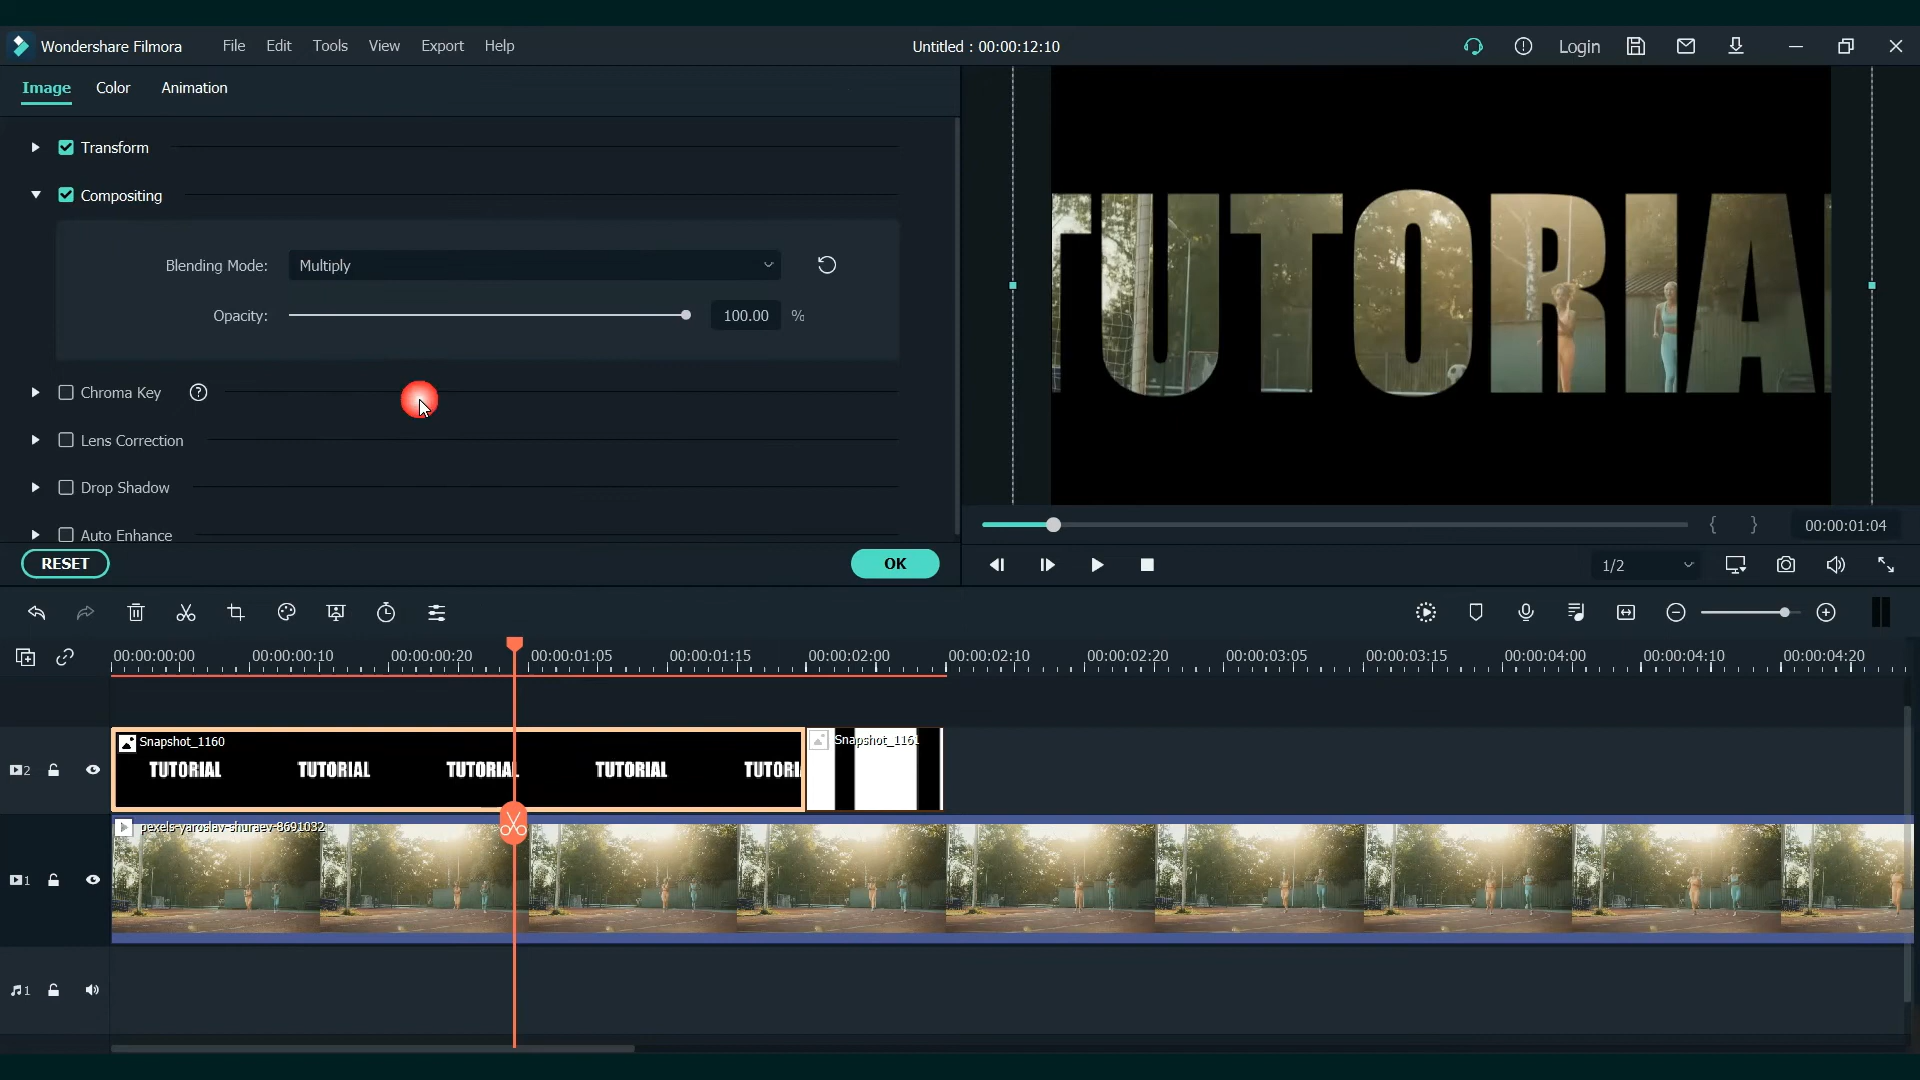 Wondershare Filmora File Edit Tools View Export Help Untitled : 00:00:12:10 Login
Image Color Animation
Transform
Compositing
Blending Mode: Multiply
Opacity: 100.00 %
Chroma Key
Lens Correction
Drop Shadow
Auto Enhance
RESET OK
TUTORIA
{ } 00:00:01:04
1/2
00:00:00:00 00:00:00:10 00:00:00:20 00:00:01:05 00:00:01:15 00:00:02:00 00:00:02:10 00:00:02:20 00:00:03:05 00:00:03:15 00:00:04:00 00:00:04:10 00:00:04:20
Snapshot_1160 Snapshot_1161
2 TUTORIAL TUTORIAL TUTORIAL TUTORIAL TUTORI
pexels-yaroslav-shuraev-8691032
1
1